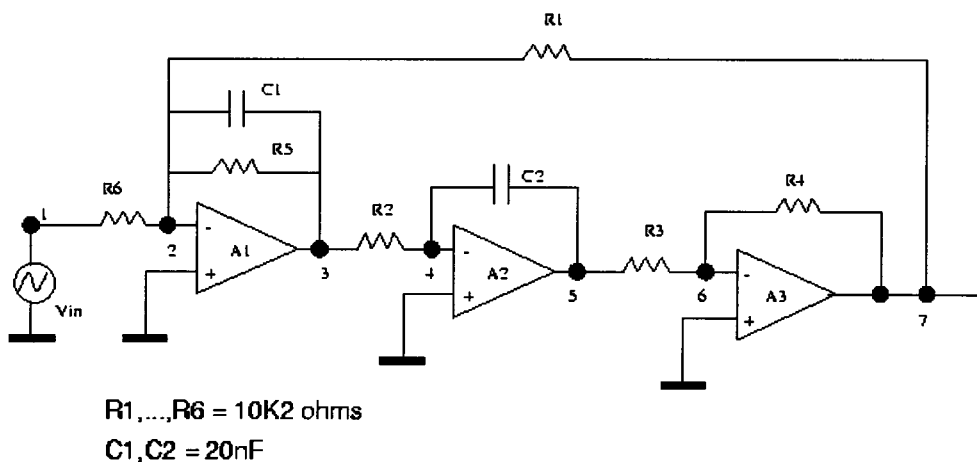 R1
C1
R5
R6
C2
R4
R2
R3
1
2
-
+
A1
3
4
-
+
A2
5
6
-
+
A3
7
Vin
R1,...,R6 = 10K2 ohms
C1,C2 = 20nF